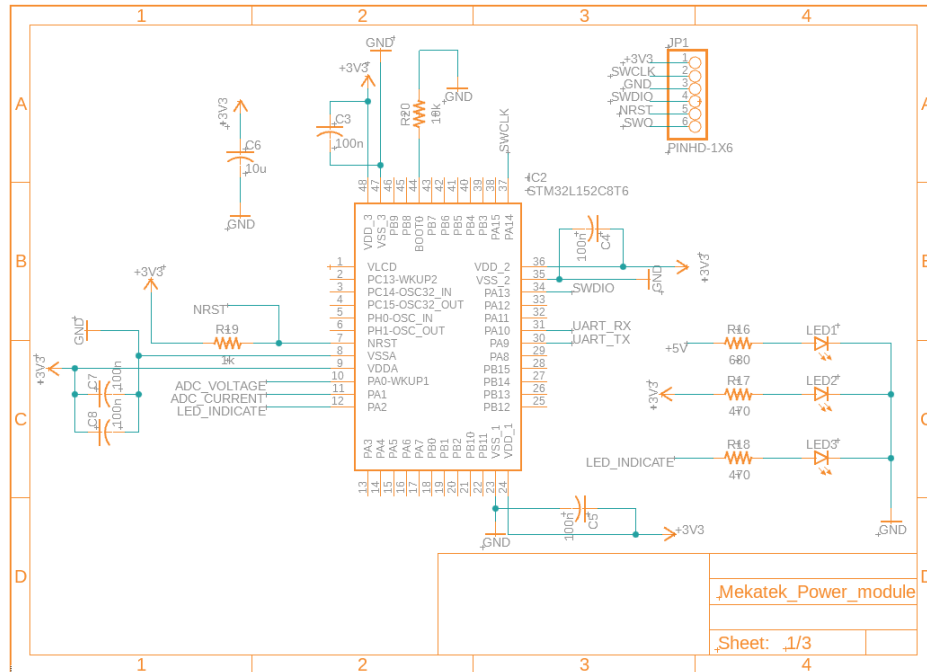 1 2 3 4
A
B
C
D
A
E
C
D
GND
+3V3
+3V3
C3
100n
R20
18k
GND
SWCLK
C6
10u
GND
JP1
+3V3 1
SWCLK 2
GND 3
SWDIO 4
NRST 5
SWO 6
PINHD-1X6
IC2
STM32L152C8T6
48 47 46 45 44 43 42 41 40 39 38 37
VDD_3
VSS_3
PB9
PB8
BOOT0
PB7
PB6
PB5
PB4
PB3
PA15
PA14
1 VLCD
2 PC13-WKUP2
3 PC14-OSC32_IN
4 PC15-OSC32_OUT
5 PH0-OSC_IN
6 PH1-OSC_OUT
7 NRST
8 VSSA
9 VDDA
10 PA0-WKUP1
11 PA1
12 PA2
VDD_2 36
VSS_2 35
PA13 34
PA12 33
PA11 32
PA10 31
PA9 30
PA8 29
PB15 28
PB14 27
PB13 26
PB12 25
PA3
PA4
PA5
PA6
PA7
PB0
PB1
PB2
PB10
PB11
VSS_1
VDD_1
13 14 15 16 17 18 19 20 21 22 23 24
100n
C4
+3V3
GND
SWDIO
UART_RX
UART_TX
+3V3
NRST
R19
1k
GND
+3V3
C7
100n
C8
100n
ADC_VOLTAGE
ADC_CURRENT
LED_INDICATE
+5V
R16
680
LED1
+3V3
R17
470
LED2
LED_INDICATE
R18
470
LED3
GND
GND
100n
C5
+3V3
Mekatek_Power_module
Sheet: 1/3
1 2 3 4